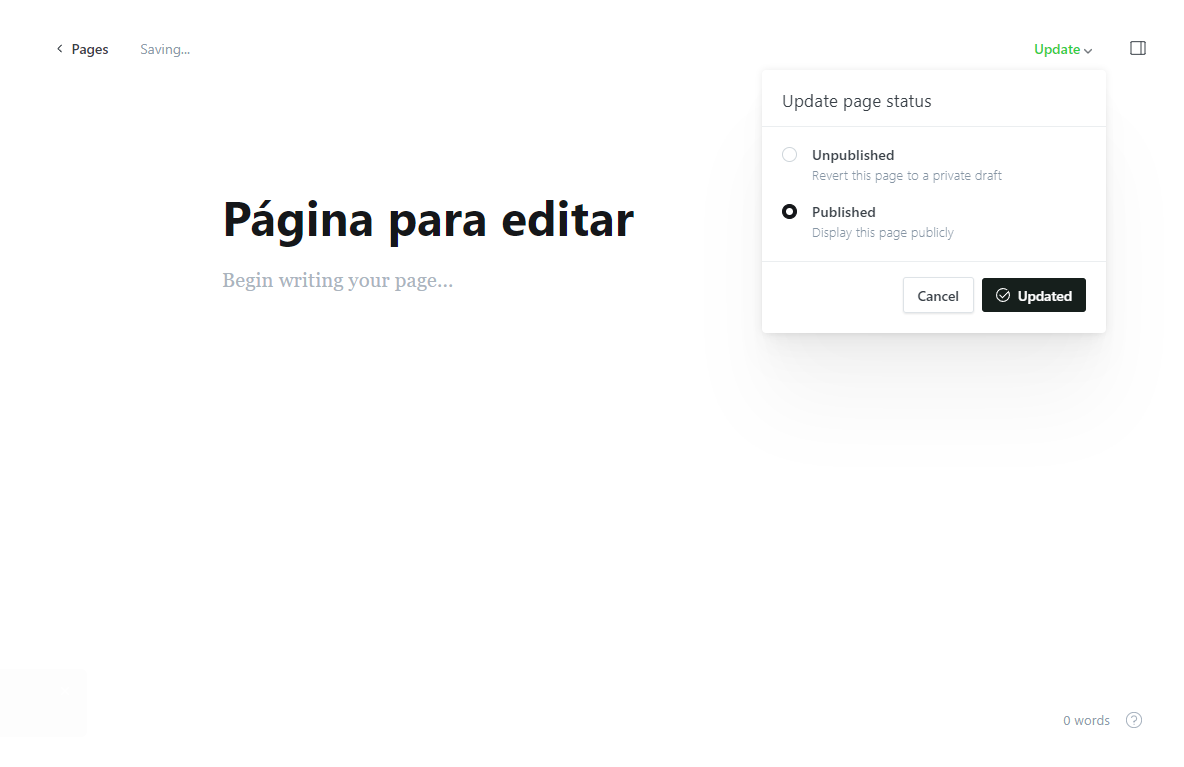 Pages
Saving...
Update
Update page status
Unpublished
Revert this page to a private draft
Published
Display this page publicly
Cancel
Updated
Página para editar
Begin writing your page...
0 words
?